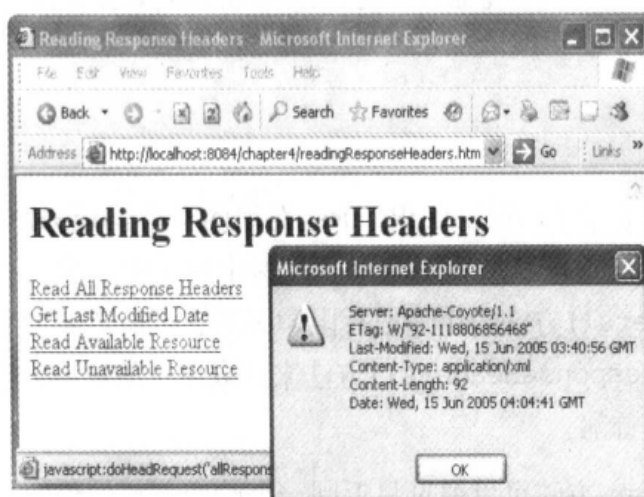 Reading Response Headers - Microsoft Internet Explorer
File Edit View Favorites Tools Help
Back Search Favorites
Address http://localhost:8084/chapter4/readingResponseHeaders.htm Go Links »
Reading Response Headers
Read All Response Headers
Get Last Modified Date
Read Available Resource
Read Unavailable Resource
Microsoft Internet Explorer
Server: Apache-Coyote/1.1
ETag: W/"92-1118806856468"
Last-Modified: Wed, 15 Jun 2005 03:40:56 GMT
Content-Type: application/xml
Content-Length: 92
Date: Wed, 15 Jun 2005 04:04:41 GMT
OK
javascript:doHeadRequest('allRespons